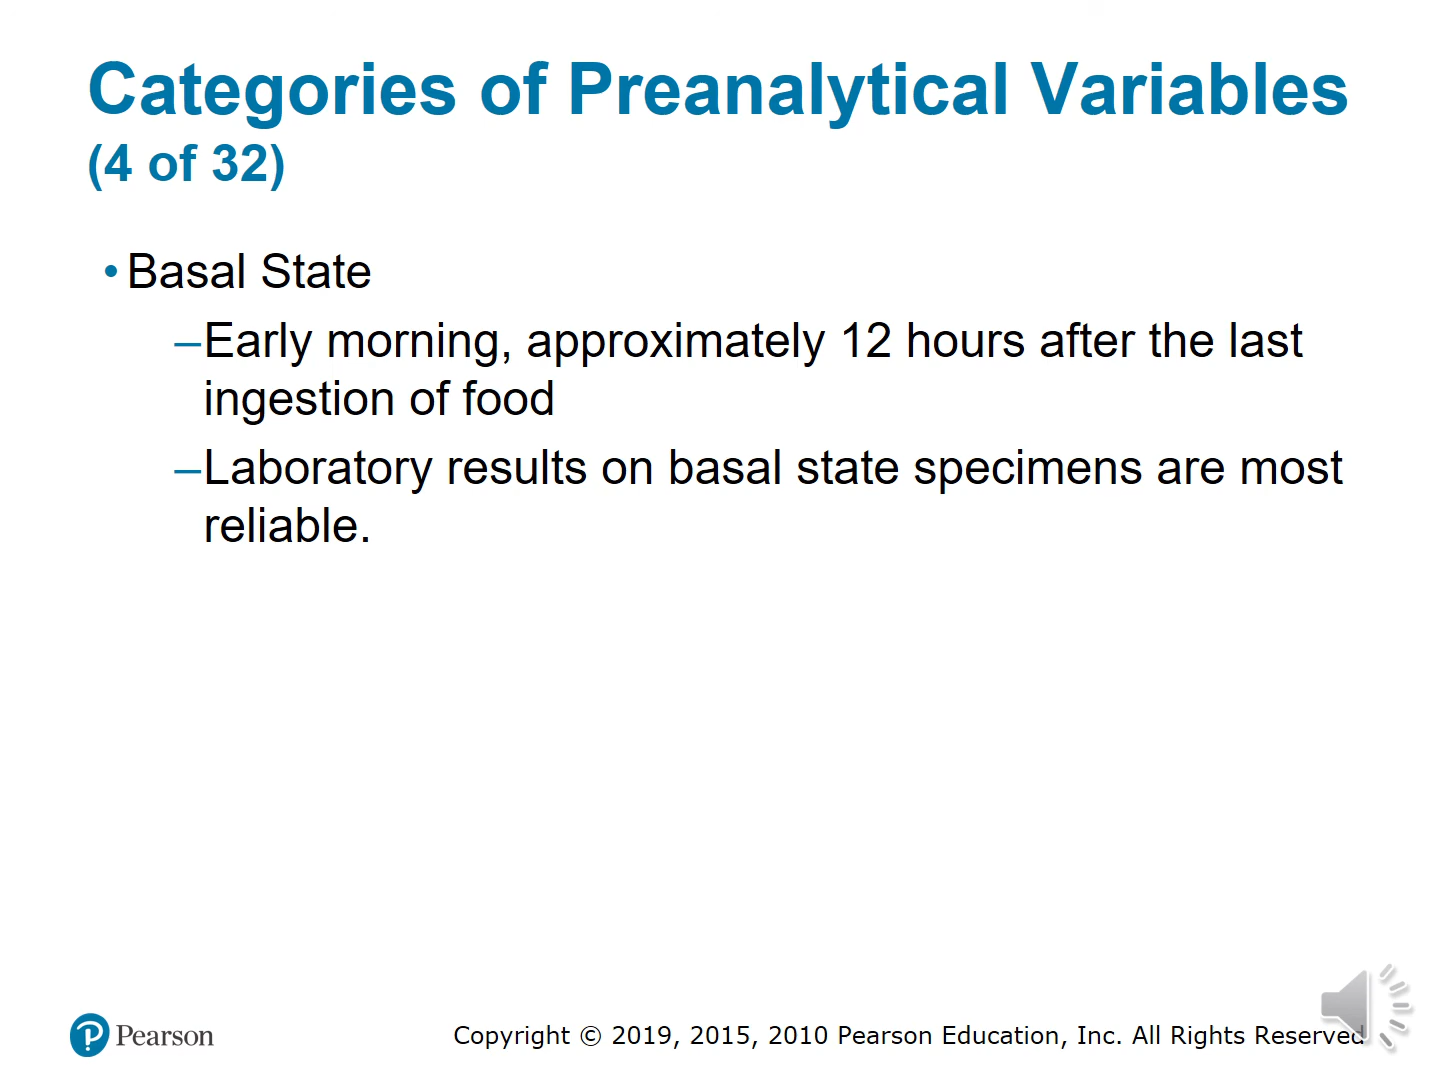 Categories of Preanalytical Variables
(4 of 32)
• Basal State
–Early morning, approximately 12 hours after the last
ingestion of food
–Laboratory results on basal state specimens are most
reliable.
Pearson
Copyright © 2019, 2015, 2010 Pearson Education, Inc. All Rights Reserved